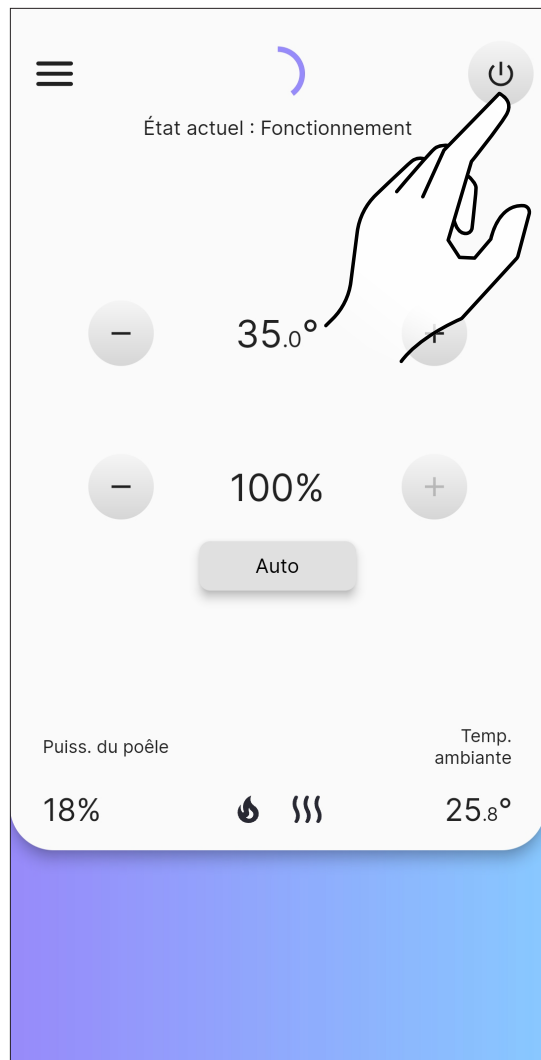 État actuel : Fonctionnement
35.0°
100%
Auto
Puiss. du poêle
Temp.
ambiante
18%
25.8°